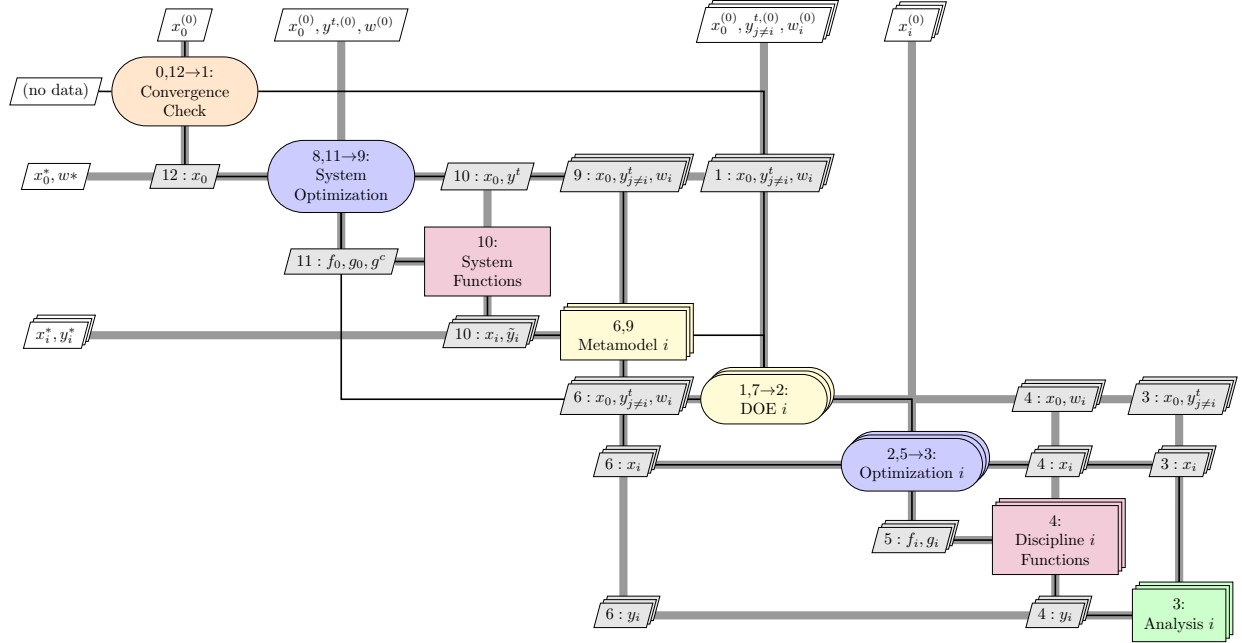 x_0^{(0)}
x_0^{(0)}, y^{t,(0)}, w^{(0)}
x_0^{(0)}, y_{j≠i}^{t,(0)}, w_i^{(0)}
x_i^{(0)}
(no data)
0,12→1:
Convergence
Check
x_0^*, w*
12 : x_0
8,11→9:
System
Optimization
10 : x_0, y^t
9 : x_0, y_{j≠i}^t, w_i
1 : x_0, y_{j≠i}^t, w_i
11 : f_0, g_0, g^c
10:
System
Functions
x_i^*, y_i^*
10 : x_i, ỹ_i
6,9
Metamodel i
6 : x_0, y_{j≠i}^t, w_i
1,7→2:
DOE i
4 : x_0, w_i
3 : x_0, y_{j≠i}^t
6 : x_i
2,5→3:
Optimization i
4 : x_i
3 : x_i
5 : f_i, g_i
4:
Discipline i
Functions
6 : y_i
4 : y_i
3:
Analysis i